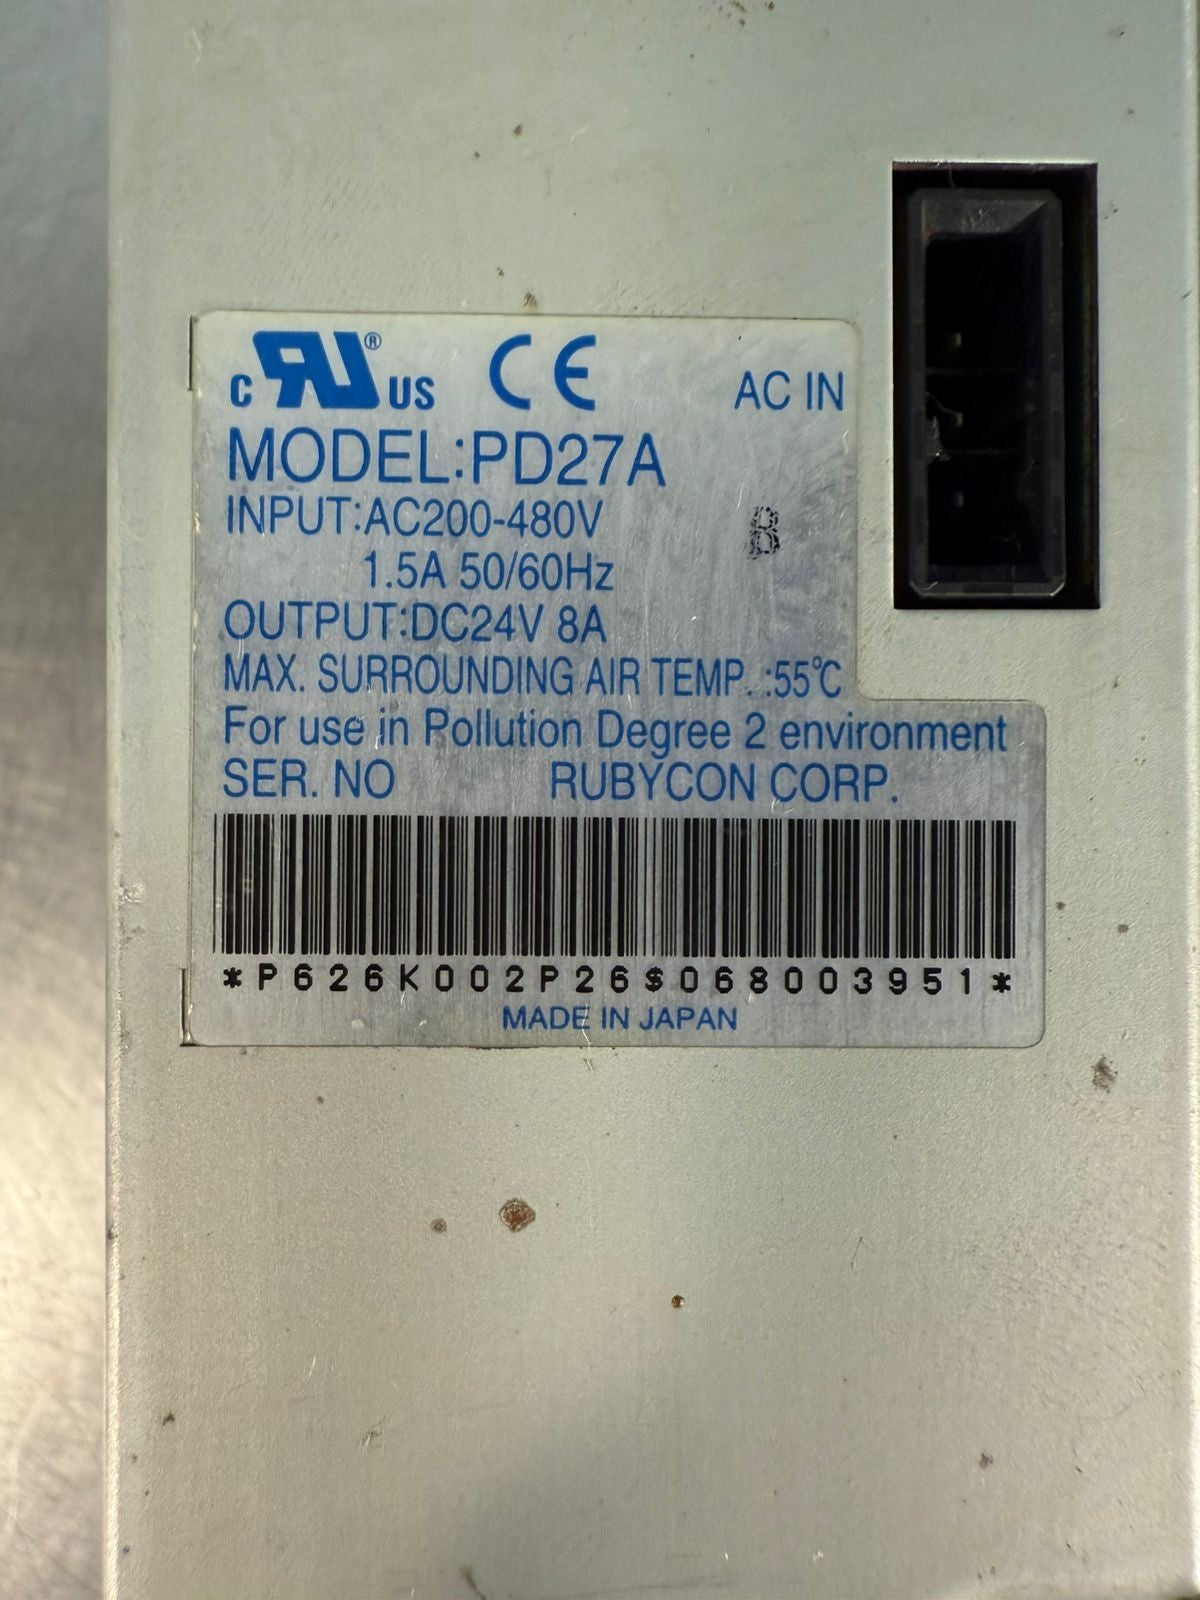 c RU® US CE AC IN
MODEL:PD27A
INPUT:AC200-480V
B
1.5A 50/60Hz
OUTPUT:DC24V 8A
MAX. SURROUNDING AIR TEMP. :55℃
For use in Pollution Degree 2 environment
SER. NO RUBYCON CORP.
*P626K002P26$068003951*
MADE IN JAPAN